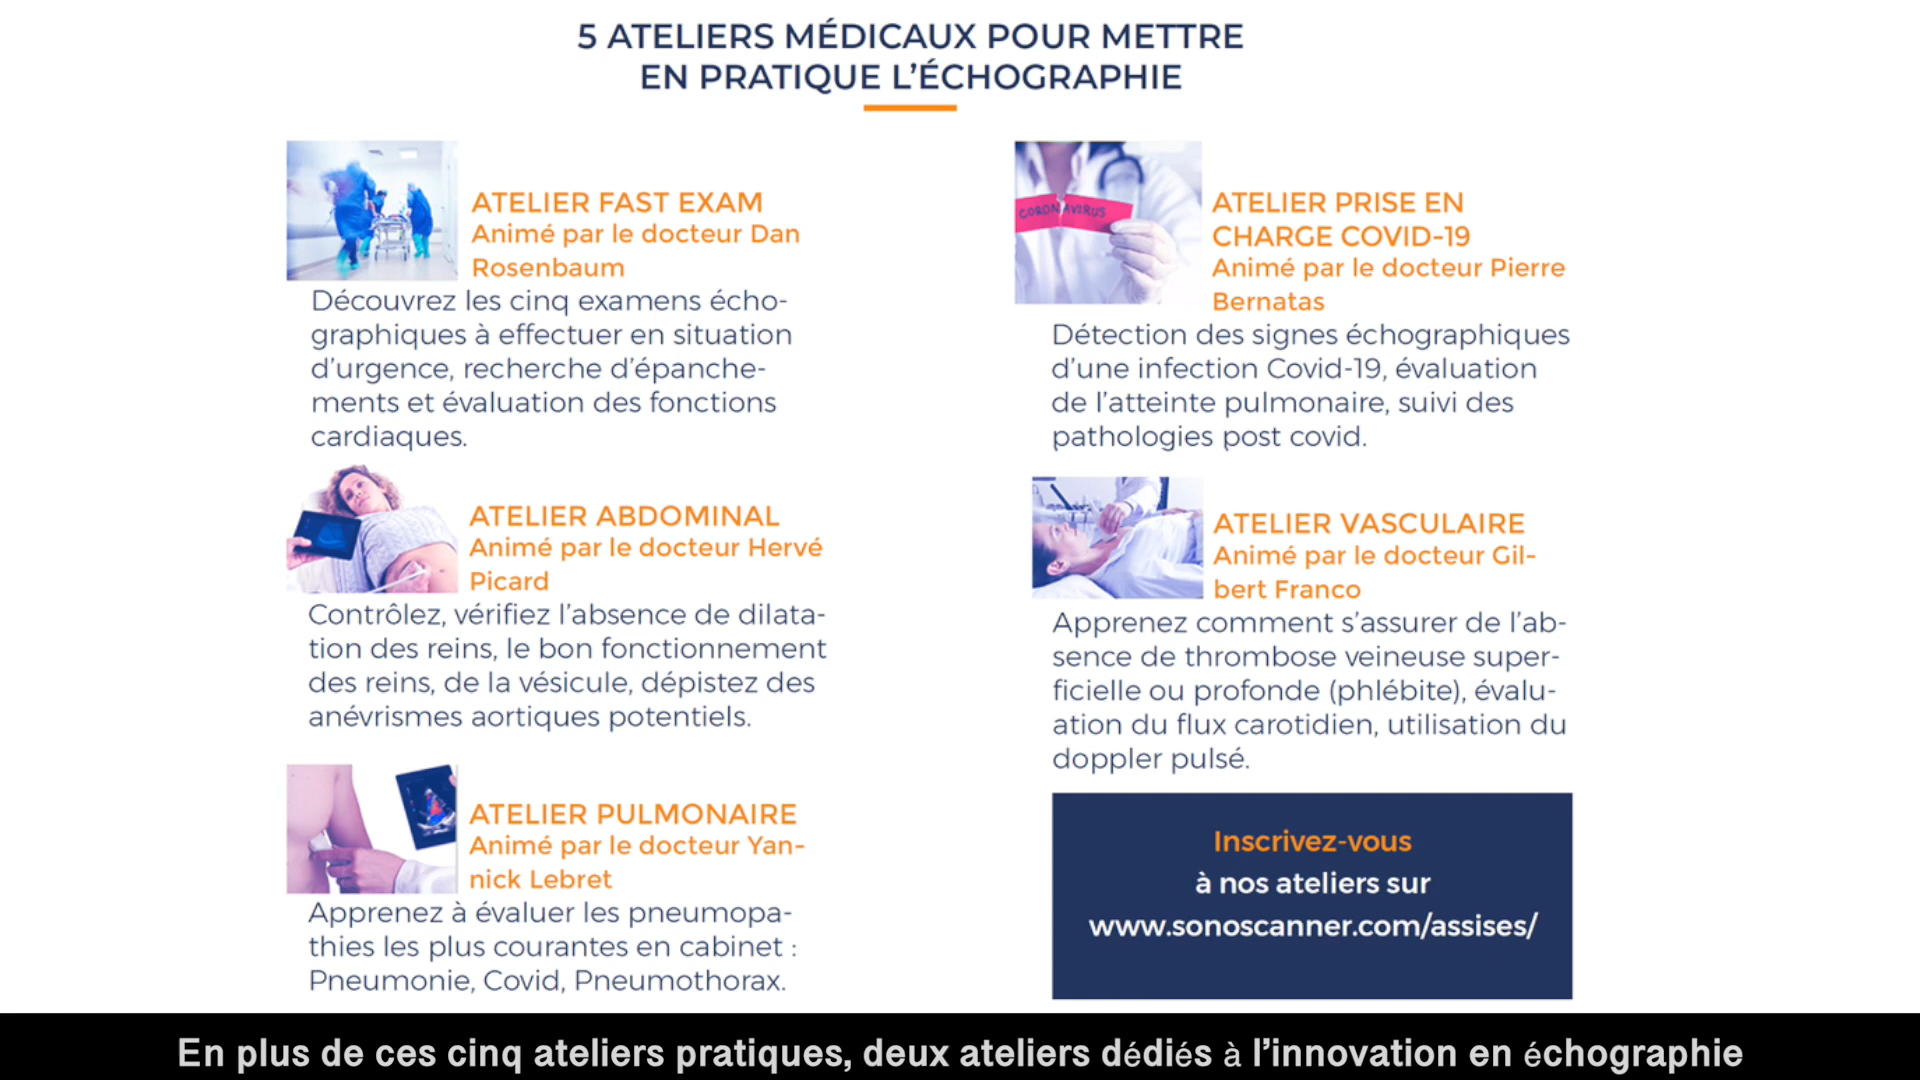 5 ATELIERS MÉDICAUX POUR METTRE
EN PRATIQUE L'ÉCHOGRAPHIE
ATELIER FAST EXAM
Animé par le docteur Dan
Rosenbaum
Découvrez les cinq examens écho-
graphiques à effectuer en situation
d'urgence, recherche d'épanche-
ments et évaluation des fonctions
cardiaques.
ATELIER ABDOMINAL
Animé par le docteur Hervé
Picard
Contrôlez, vérifiez l'absence de dilata-
tion des reins, le bon fonctionnement
des reins, de la vésicule, dépistez des
anévrismes aortiques potentiels.
ATELIER PULMONAIRE
Animé par le docteur Yan-
nick Lebret
Apprenez à évaluer les pneumopa-
thies les plus courantes en cabinet :
Pneumonie, Covid, Pneumothorax.
CORONAVIRUS
ATELIER PRISE EN
CHARGE COVID-19
Animé par le docteur Pierre
Bernatas
Détection des signes échographiques
d'une infection Covid-19, évaluation
de l'atteinte pulmonaire, suivi des
pathologies post covid.
ATELIER VASCULAIRE
Animé par le docteur Gil-
bert Franco
Apprenez comment s'assurer de l'ab-
sence de thrombose veineuse super-
ficielle ou profonde (phlébite), évalu-
ation du flux carotidien, utilisation du
doppler pulsé.
Inscrivez-vous
à nos ateliers sur
www.sonoscanner.com/assises/
En plus de ces cinq ateliers pratiques, deux ateliers dédiés à l'innovation en échographie